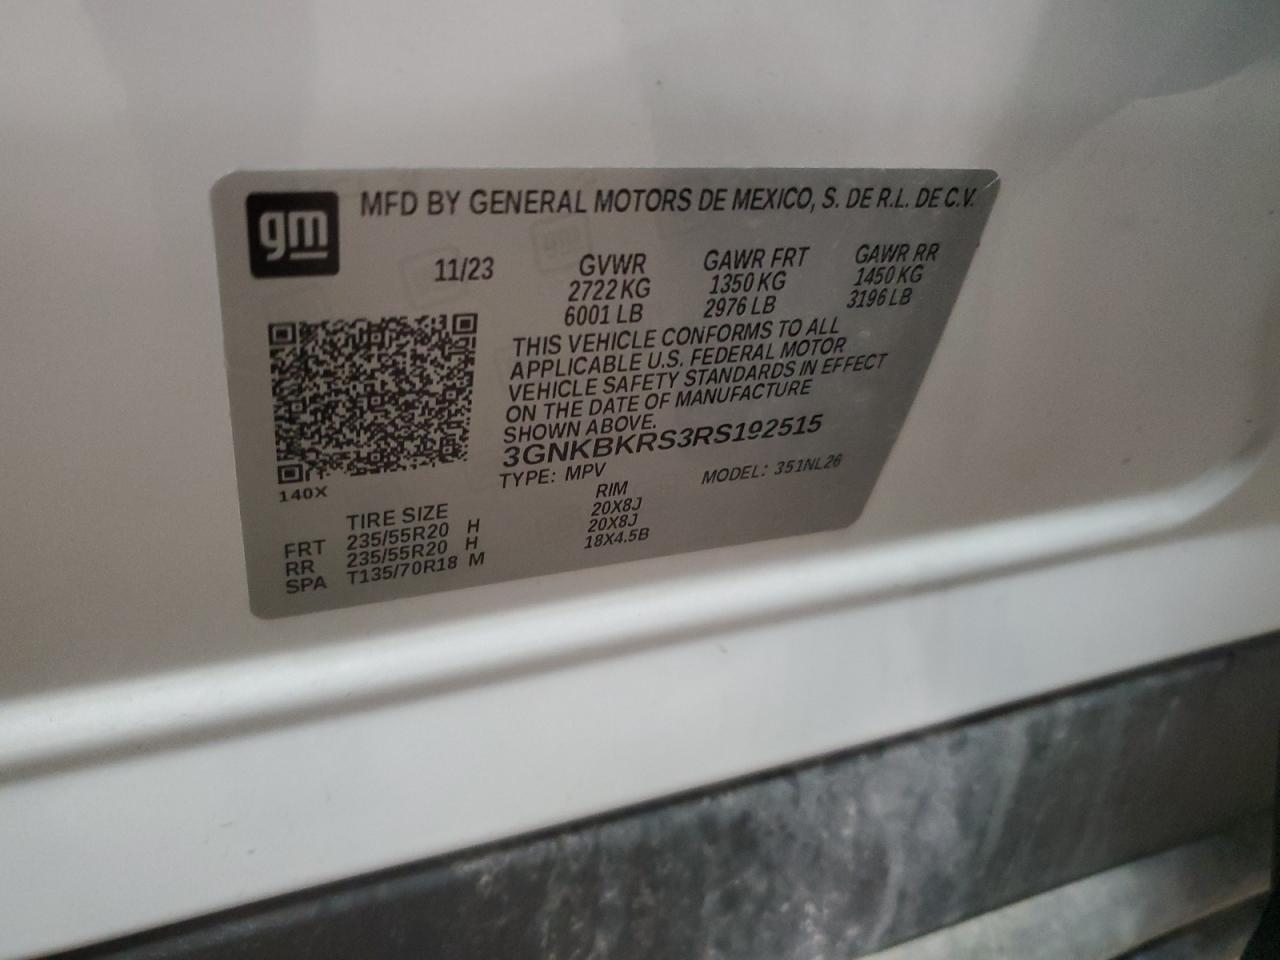 gm
MFD BY GENERAL MOTORS DE MEXICO, S. DE R.L. DE C.V.
11/23
GVWR GAWR FRT GAWR RR
2722 KG 1350 KG 1450 KG
6001 LB 2976 LB 3196 LB
THIS VEHICLE CONFORMS TO ALL
APPLICABLE U.S. FEDERAL MOTOR
VEHICLE SAFETY STANDARDS IN EFFECT
ON THE DATE OF MANUFACTURE
SHOWN ABOVE.
3GNKBKRS3RS192515
TYPE: MPV MODEL: 351NL26
140X
TIRE SIZE RIM
FRT 235/55R20 H 20X8J
RR 235/55R20 H 20X8J
SPA T135/70R18 M 18X4.5B